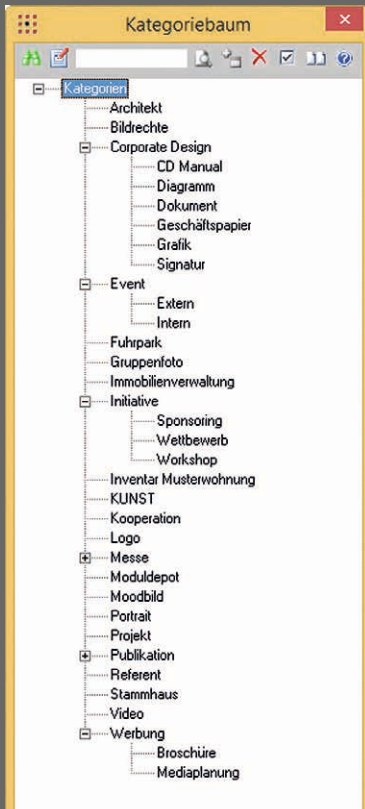 Kategoriebaum
Kategorien
Architekt
Bildrechte
Corporate Design
CD Manual
Diagramm
Dokument
Geschäftspapier
Grafik
Signatur
Event
Extern
Intern
Fuhrpark
Gruppenfoto
Immobilienverwaltung
Initiative
Sponsoring
Wettbewerb
Workshop
Inventar Musterwohnung
KUNST
Kooperation
Logo
Messe
Moduldepot
Moodbild
Portrait
Projekt
Publikation
Referent
Stammhaus
Video
Werbung
Broschüre
Mediaplanung